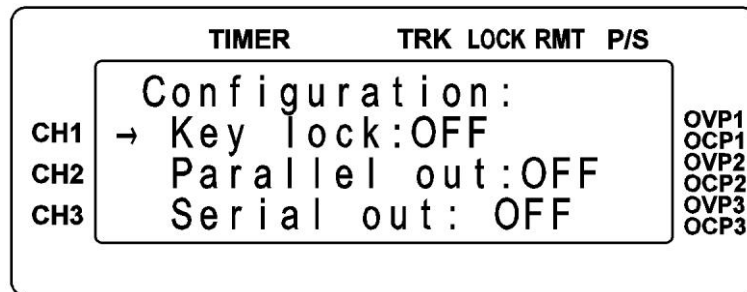 TIMER TRK LOCK RMT P/S
Configuration:
CH1 → Key lock:OFF OVP1
OCP1
CH2 Parallel out:OFF OVP2
OCP2
CH3 Serial out: OFF OVP3
OCP3